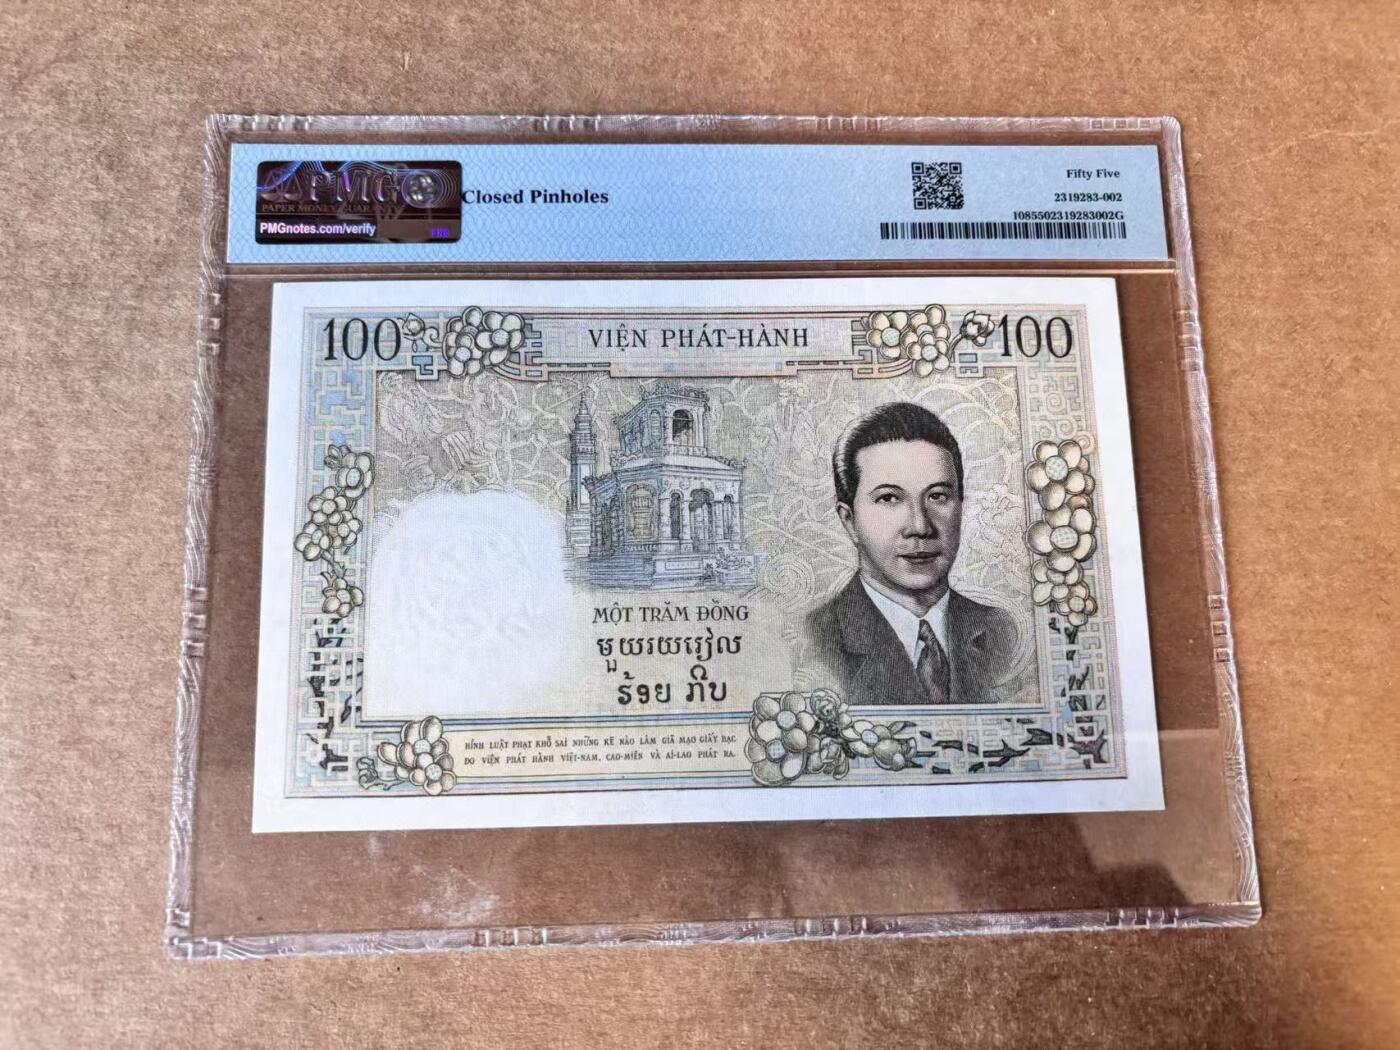 PMG
PAPER MONEY GUARANTY
PMGnotes.com/verify
Closed Pinholes
Fifty Five
2319283-002
1085502319283002G
100
VIỆN PHÁT-HÀNH
100
MỘT TRĂM ĐỒNG
មួយរយរៀល
ຮ້ອຍ ກີບ
HÌNH LUẬT PHẠT KHỔ SAI NHỮNG KẺ NÀO LÀM GIẢ MẠO GIẤY BẠC
DO VIỆN PHÁT HÀNH VIỆT-NAM, CAO-MIÊN VÀ AI-LAO PHÁT RA.